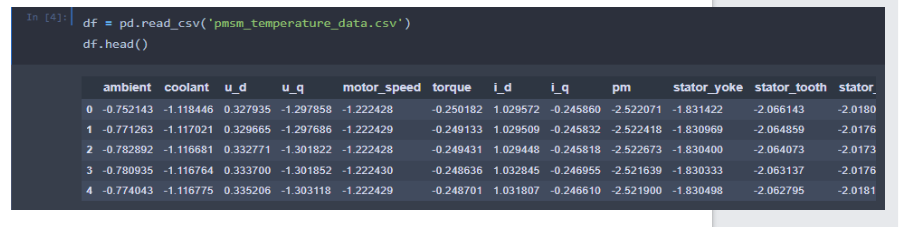 In [4]: df = pd.read_csv('pmsm_temperature_data.csv')
df.head()
ambient coolant u_d u_q motor_speed torque i_d i_q pm stator_yoke stator_tooth stator_
0 -0.752143 -1.118446 0.327935 -1.297858 -1.222428 -0.250182 1.029572 -0.245860 -2.522071 -1.831422 -2.066143 -2.0180
1 -0.771263 -1.117021 0.329665 -1.297686 -1.222429 -0.249133 1.029509 -0.245832 -2.522418 -1.830969 -2.064859 -2.0176
2 -0.782892 -1.116681 0.332771 -1.301822 -1.222428 -0.249431 1.029448 -0.245818 -2.522673 -1.830400 -2.064073 -2.0173
3 -0.780935 -1.116764 0.333700 -1.301852 -1.222430 -0.248636 1.032845 -0.246955 -2.521639 -1.830333 -2.063137 -2.0176
4 -0.774043 -1.116775 0.335206 -1.303118 -1.222429 -0.248701 1.031807 -0.246610 -2.521900 -1.830498 -2.062795 -2.0181